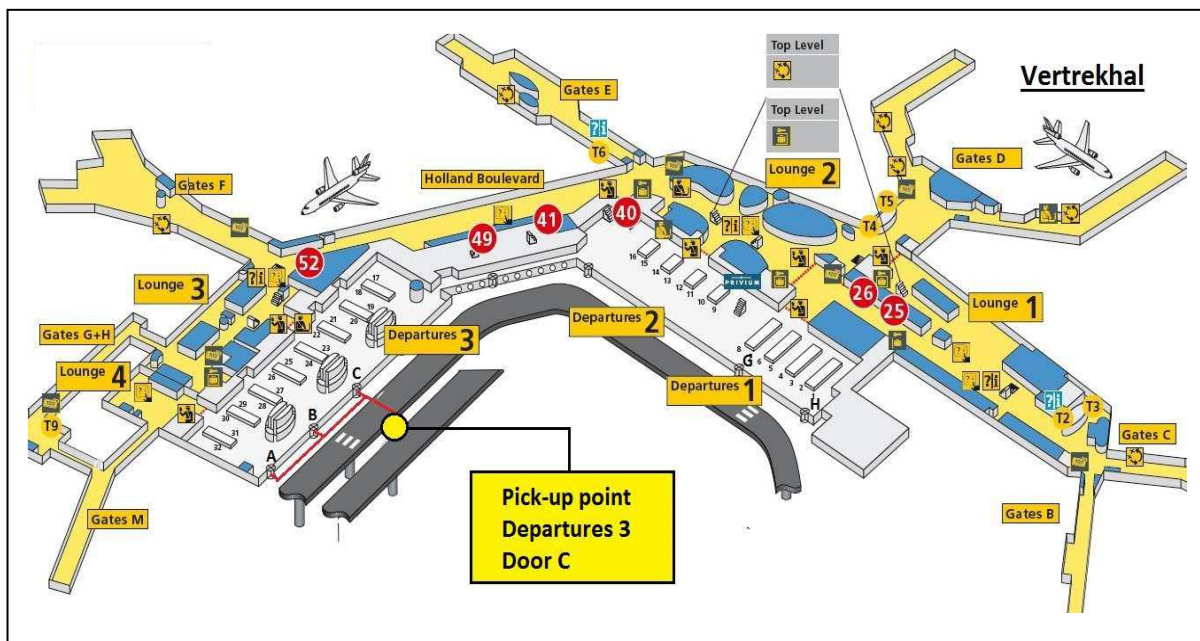 Top Level
Vertrekhal
Gates E
?i
T6
Top Level
Lounge 2
Gates D
Gates F
Holland Boulevard
T5
T4
40
41
49
52
16
15
14
13
12
11
10
9
PRIVIUM
?i
26
25
Lounge 3
?i
17
18
19
20
21
22
23
24
25
26
27
28
29
30
31
32
Lounge 1
Gates G+H
Departures 3
Departures 2
Lounge 4
8
6
5
4
3
2
G
Departures 1
H
C
B
A
T9
?i
?i
T3
T2
Gates C
Gates M
Gates B
Pick-up point
Departures 3
Door C